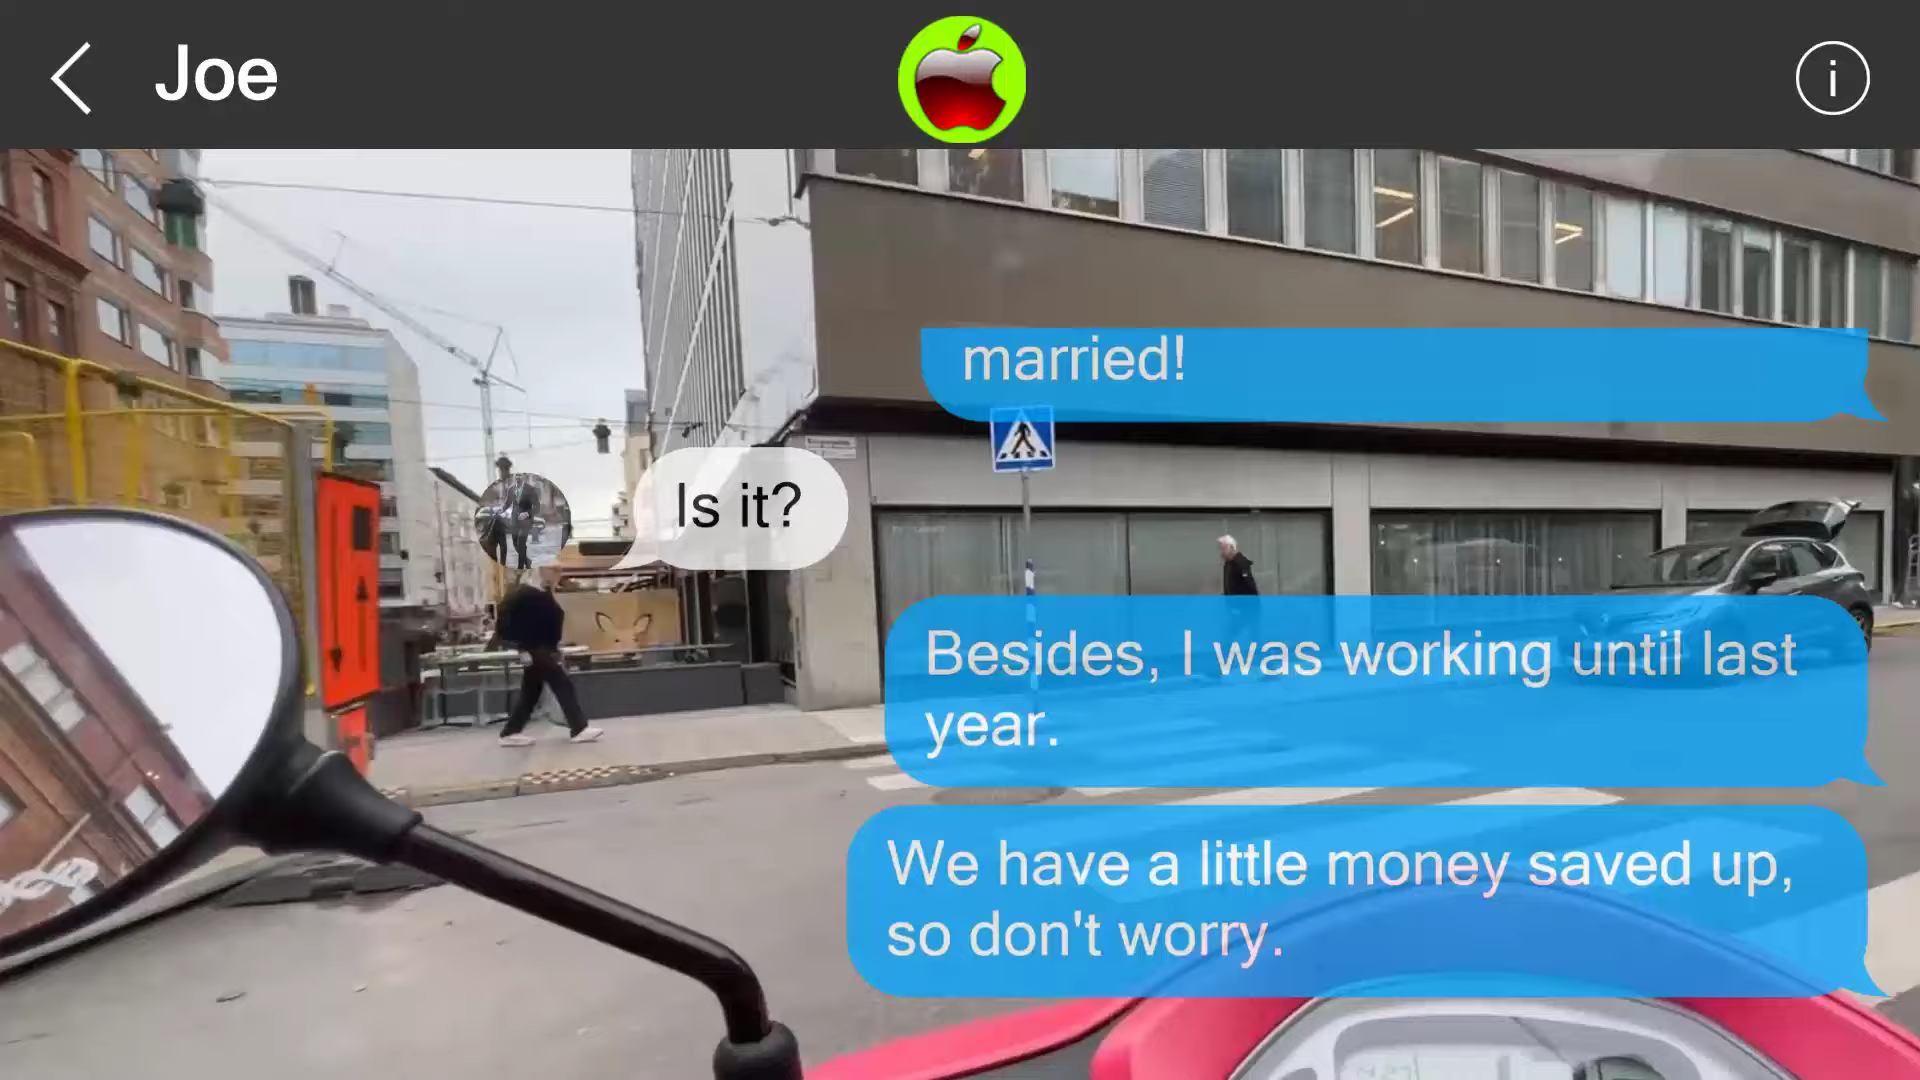 Joe
married!
Is it?
Besides, I was working until last
year.
We have a little money saved up,
so don't worry.